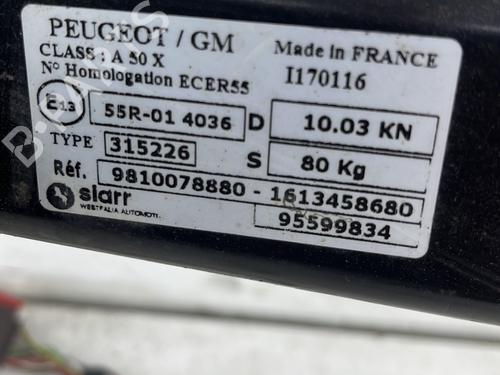 PEUGEOT / GM
Made in FRANCE
CLASS : A 50 X
I170116
N° Homologation ECER55
E13
55R-01 4036
D
10.03 KN
TYPE
315226
S
80 Kg
Réf.
9810078880 - 1613458680
95599834
siarr
WESTFALIA AUTOMOTI